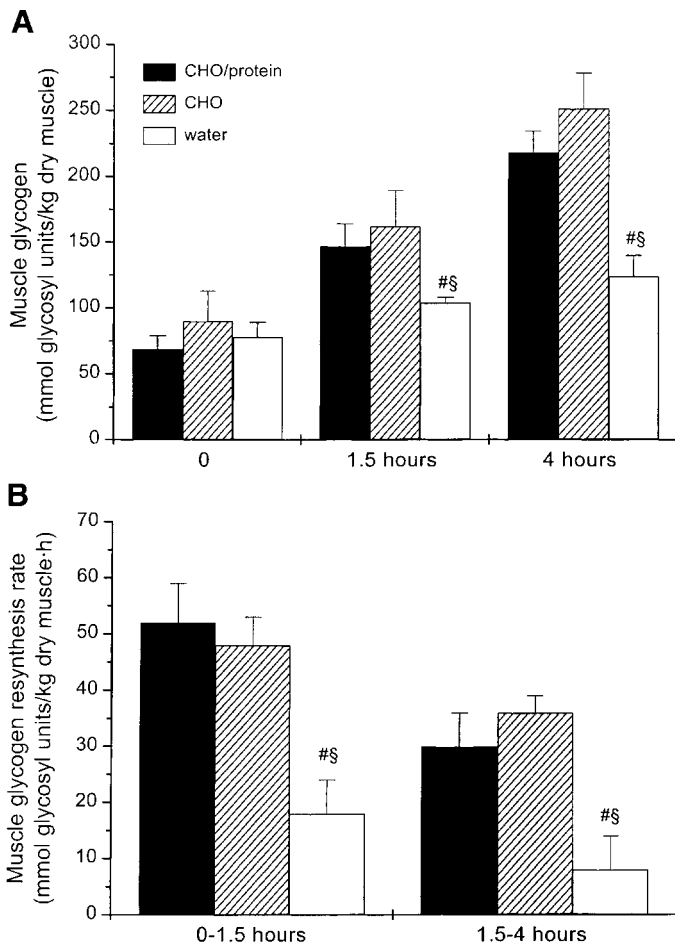 A
Muscle glycogen
(mmol glycosyl units/kg dry muscle)
300
250
200
150
100
50
0
CHO/protein
CHO
water
#§
#§
0
1.5 hours
4 hours
B
Muscle glycogen resynthesis rate
(mmol glycosyl units/kg dry muscle·h)
70
60
50
40
30
20
10
0
#§
#§
0-1.5 hours
1.5-4 hours